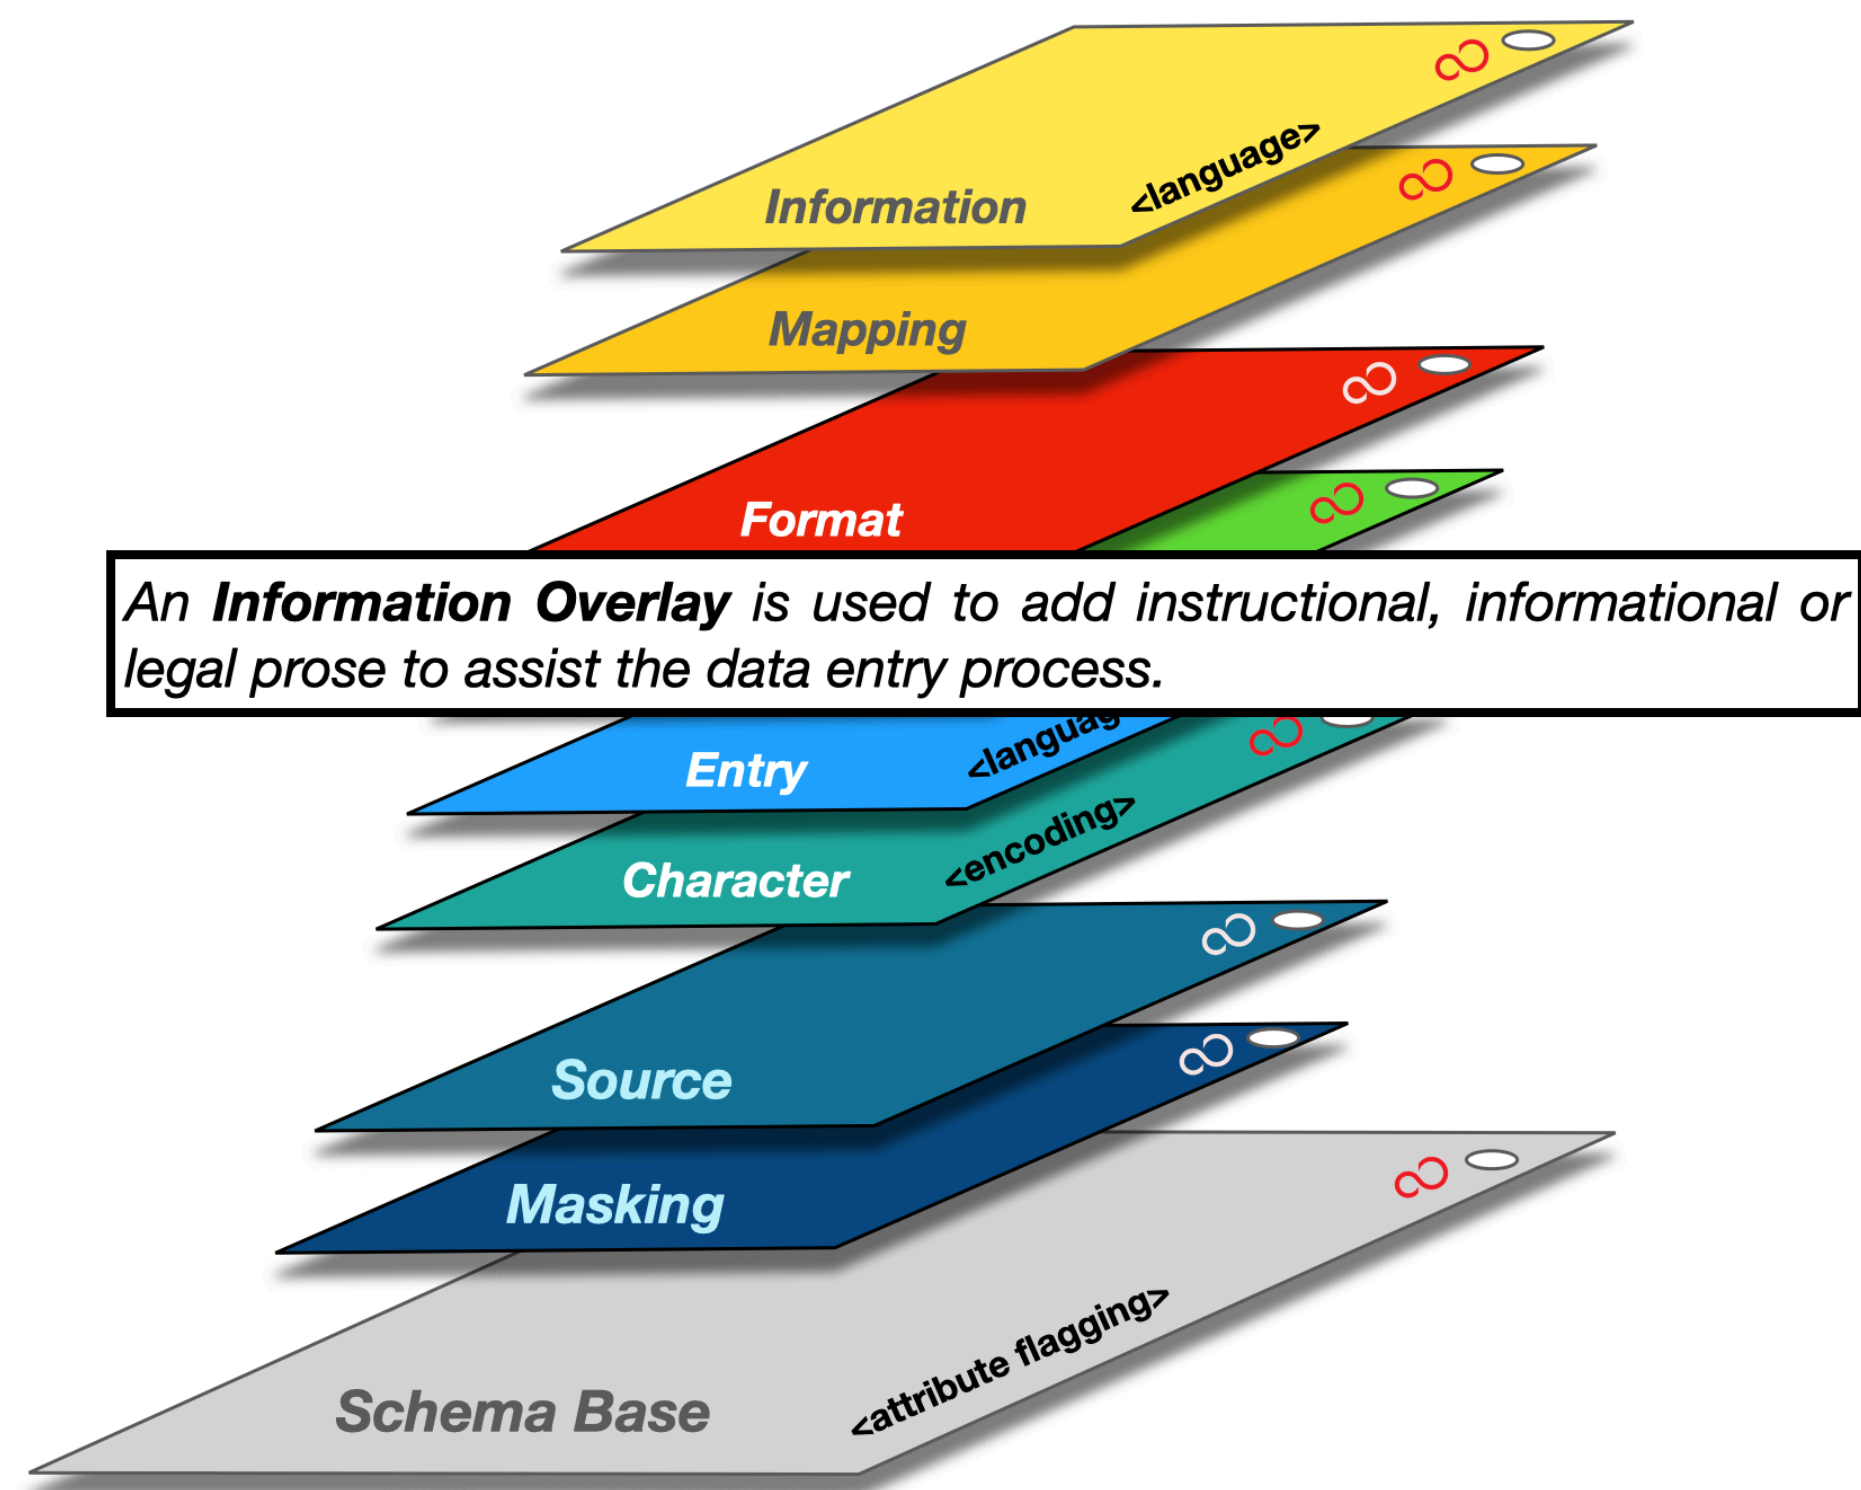 <language>
Information
Mapping
Format
An Information Overlay is used to add instructional, informational or
legal prose to assist the data entry process.
<languag
Entry
<encoding>
Character
Source
Masking
<attribute flagging>
Schema Base